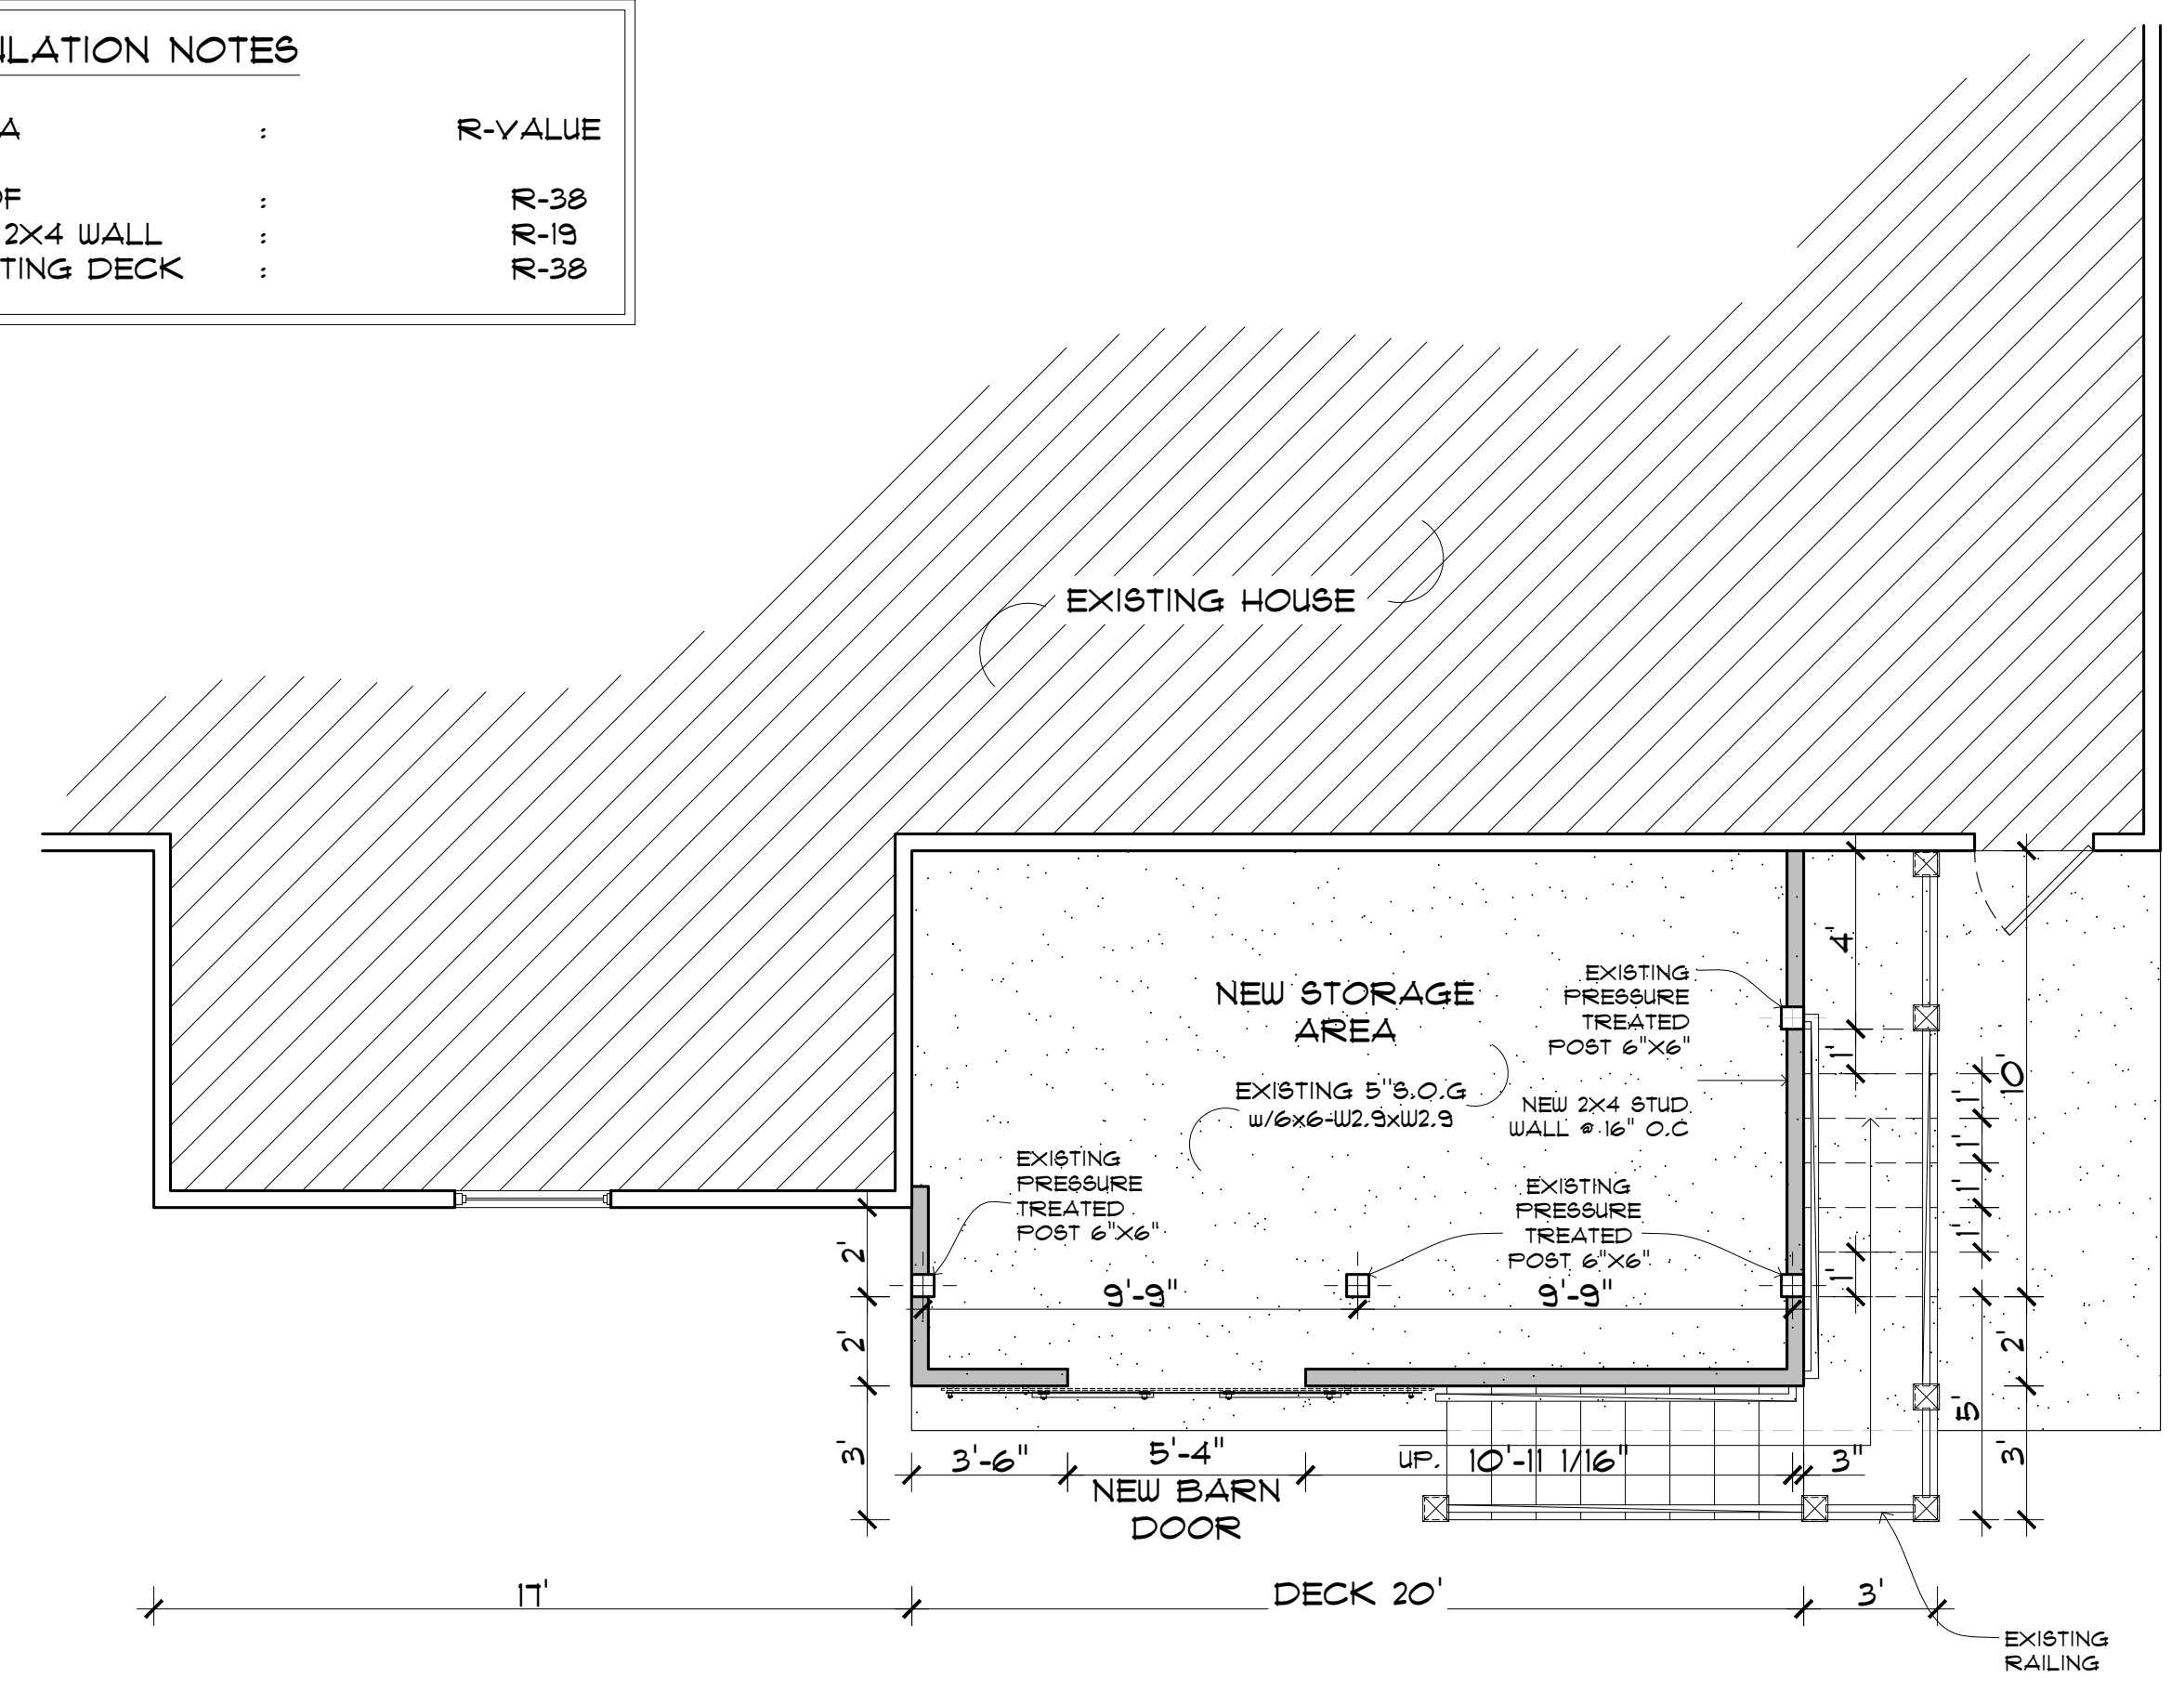 LATION NOTES
A : R-VALUE
OF : R-38
2X4 WALL : R-19
TING DECK : R-38
EXISTING HOUSE
NEW STORAGE
AREA
EXISTING 5"S.O.G
w/6x6-W2.9xW2.9
EXISTING
PRESSURE
TREATED
POST 6"X6"
NEW 2X4 STUD
WALL @ 16" O.C
EXISTING
PRESSURE
TREATED
POST 6"X6"
EXISTING
PRESSURE
TREATED
POST 6"X6"
9'-9"
9'-9"
4'
1'
1'
1'
1'
1'
10'
2'
5'
3'
2'
2'
3'
3'-6"
5'-4"
UP.
10'-11 1/16"
3"
NEW BARN
DOOR
17'
DECK 20'
3'
EXISTING
RAILING